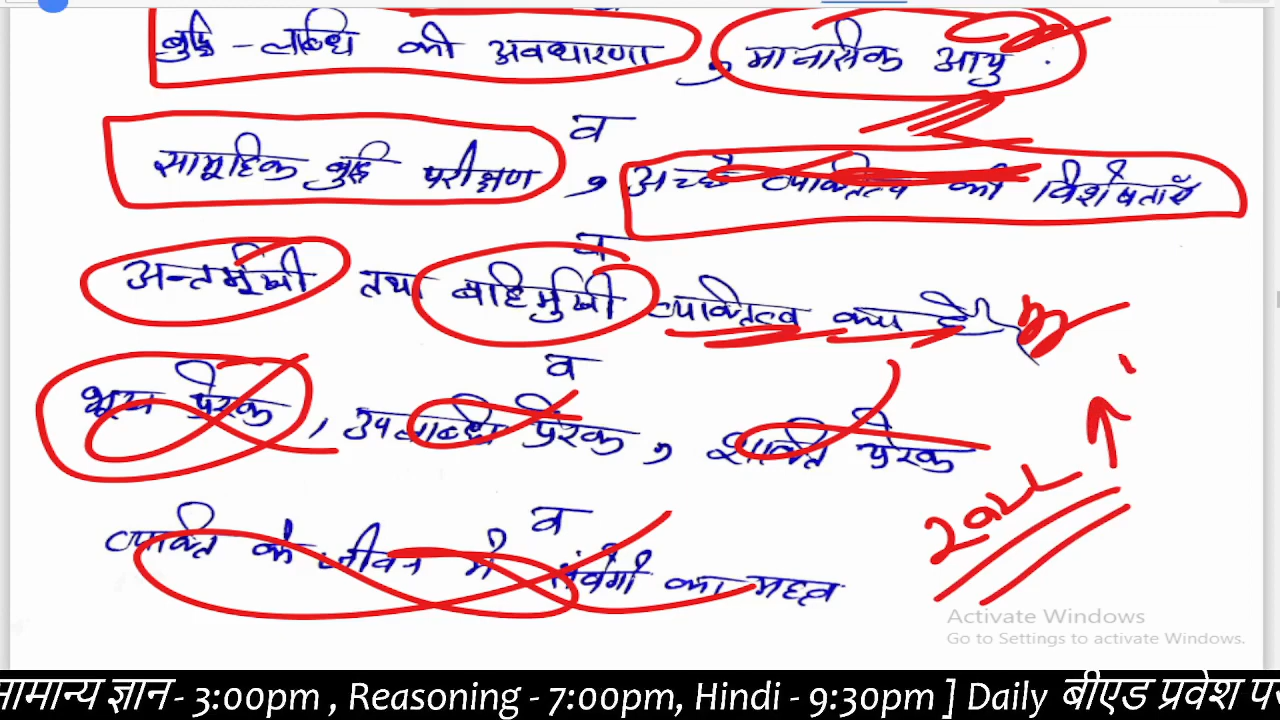 बुद्धि - लब्धि की अवधारणा , मानसिक आयु .
व
सामूहिक बुद्धि परीक्षण , अच्छे व्यक्तित्व की विशेषताएँ
व
अन्तर्मुखी तथा बहिर्मुखी व्यक्तित्व क्या है
व
भूख प्रेरक , उपलब्धि प्रेरक , शक्ति प्रेरक
व
व्यक्ति के जीवन में संवेगों का महत्व
Activate Windows
Go to Settings to activate Windows.
सामान्य ज्ञान - 3:00pm , Reasoning - 7:00pm, Hindi - 9:30pm ] Daily बीएड प्रवेश